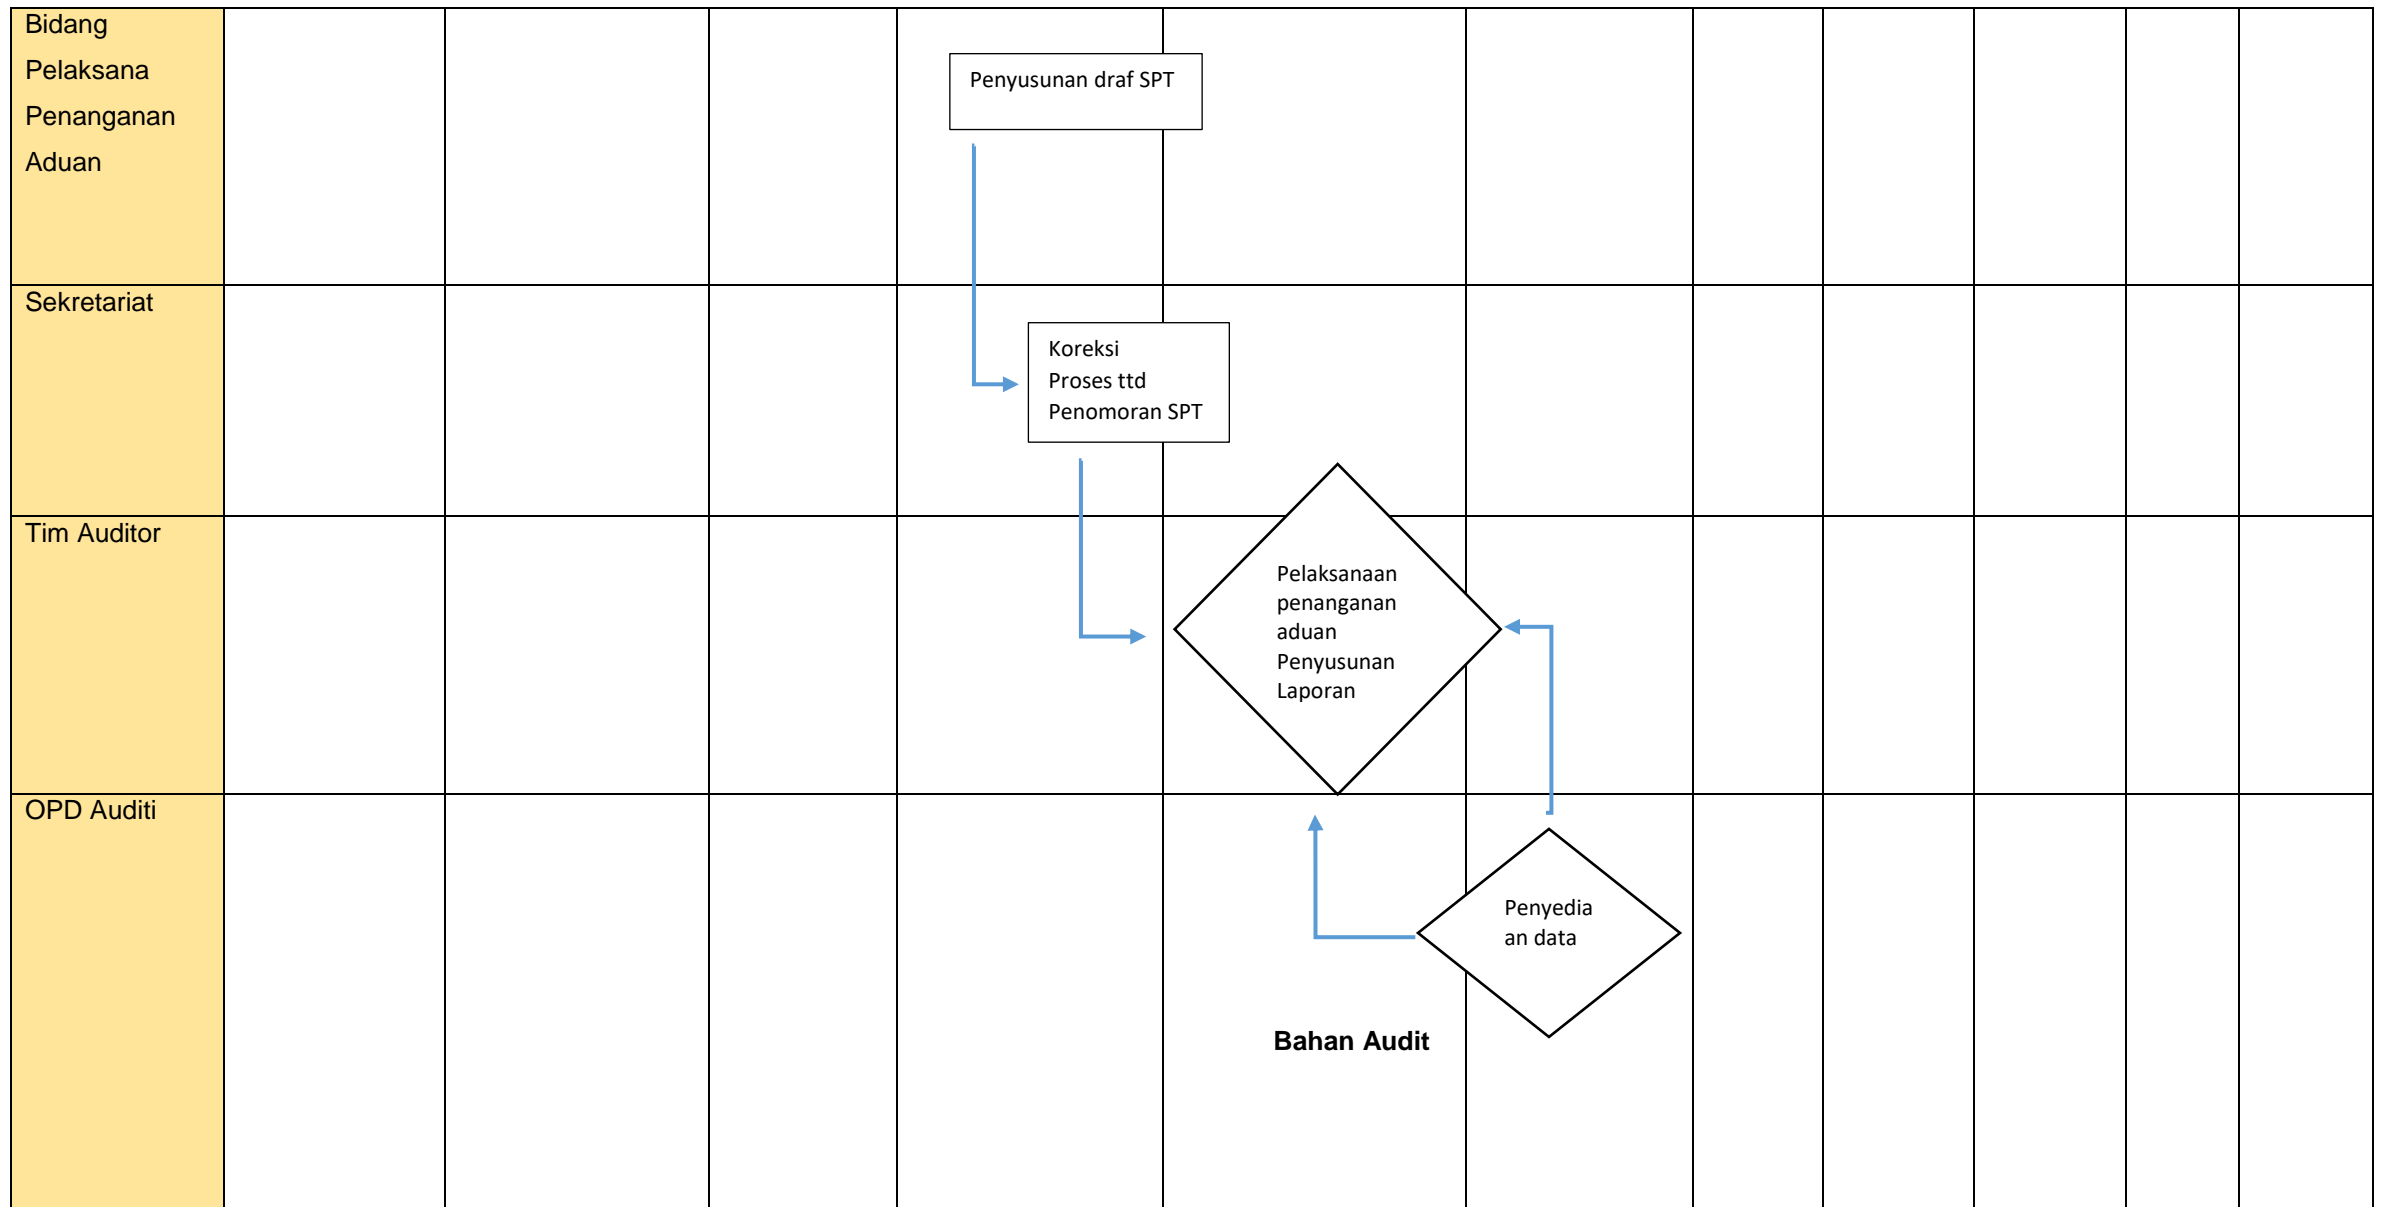 Bidang
Pelaksana
Penanganan
Aduan
Penyusunan draf SPT
Sekretariat
Koreksi
Proses ttd
Penomoran SPT
Tim Auditor
Pelaksanaan
penanganan
aduan
Penyusunan
Laporan
OPD Auditi
Penyedia
an data
Bahan Audit